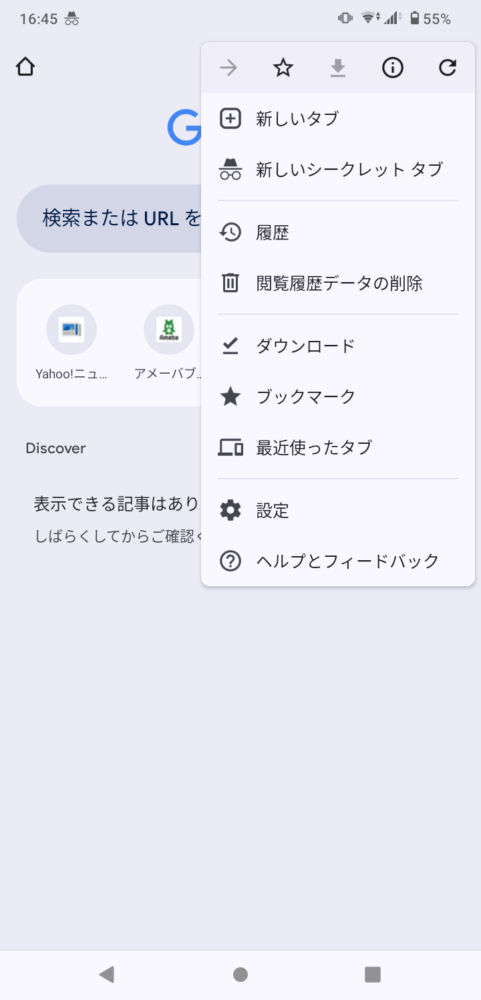 16:45
55%
G
新しいタブ
新しいシークレット タブ
検索または URL を
履歴
閲覧履歴データの削除
ダウンロード
Ameba
Yahoo!ニュ...
アメーバブ...
ブックマーク
Discover
最近使ったタブ
表示できる記事はあり
設定
しばらくしてからご確認
ヘルプとフィードバック